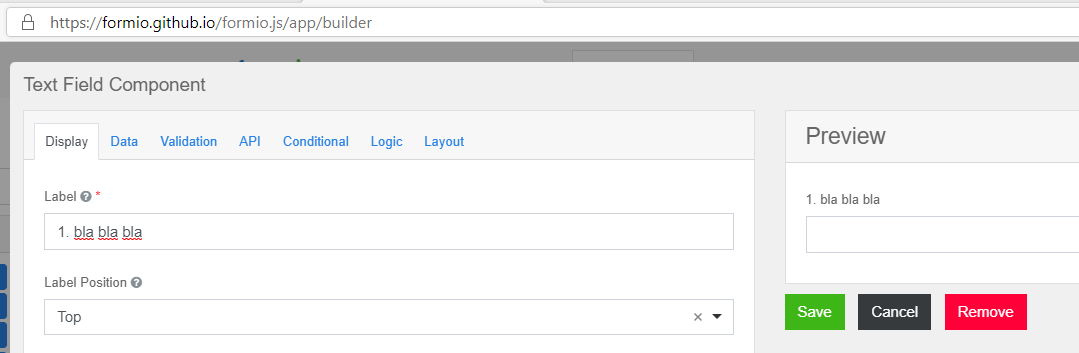 https://formio.github.io/formio.js/app/builder
Text Field Component
Display Data Validation API Conditional Logic Layout
Label ? *
1. bla bla bla
Label Position ?
Top × 
Preview
1. bla bla bla
Save Cancel Remove